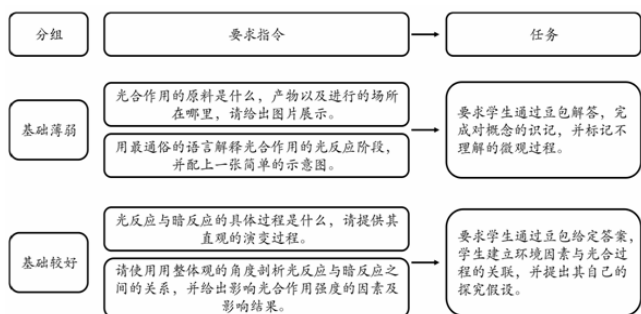 分组
要求指令
任务
基础薄弱
光合作用的原料是什么，产物以及进行的场所
在哪里，请给出图片展示。
用最通俗的语言解释光合作用的光反应阶段，
并配上一张简单的示意图。
要求学生通过豆包解答，完
成对概念的识记，并标记不
理解的微观过程。
基础较好
光反应与暗反应的具体过程是什么，请提供其
直观的演变过程。
请使用用整体观的角度剖析光反应与暗反应之
间的关系，并给出影响光合作用强度的因素及
影响结果。
要求学生通过豆包给定答案，
学生建立环境因素与光合过
程的关联，并提出其自己的
探究假设。